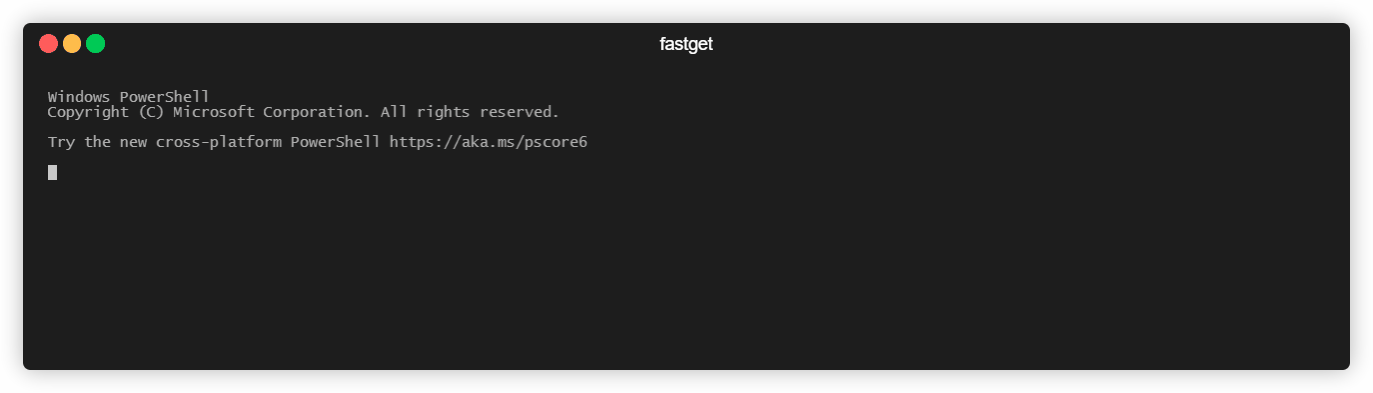 fastget
Windows PowerShell
Copyright (C) Microsoft Corporation. All rights reserved.
Try the new cross-platform PowerShell https://aka.ms/pscore6